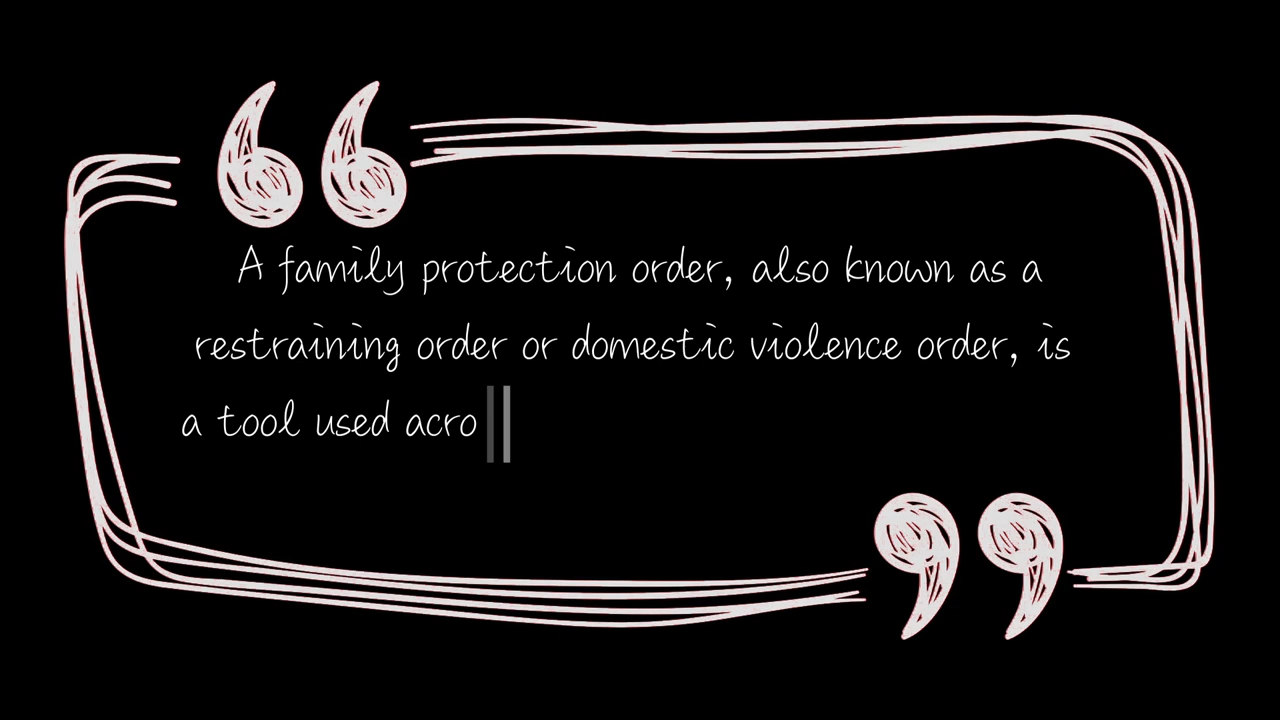 A family protection order, also known as a
restraining order or domestic violence order, is
a tool used acro